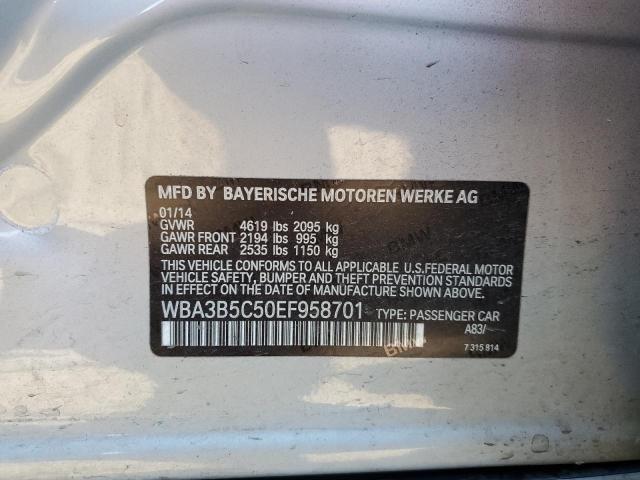 MFD BY BAYERISCHE MOTOREN WERKE AG
01/14
GVWR 4619 lbs 2095 kg
GAWR FRONT 2194 lbs 995 kg
GAWR REAR 2535 lbs 1150 kg
THIS VEHICLE CONFORMS TO ALL APPLICABLE U.S.FEDERAL MOTOR
VEHICLE SAFETY, BUMPER AND THEFT PREVENTION STANDARDS
IN EFFECT ON THE DATE OF MANUFACTURE SHOWN ABOVE.
WBA3B5C50EF958701 TYPE: PASSENGER CAR
A83/
7 315 814